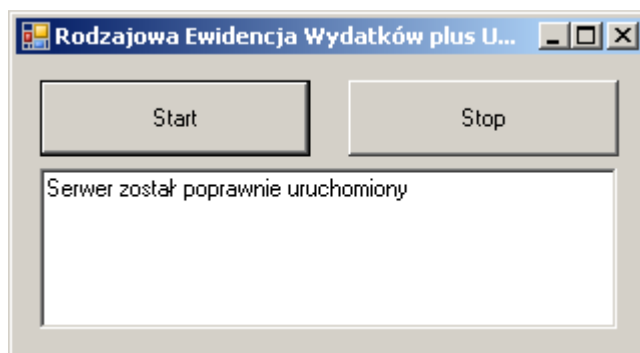 Rodzajowa Ewidencja Wydatków plus U...
Start
Stop
Serwer został poprawnie uruchomiony